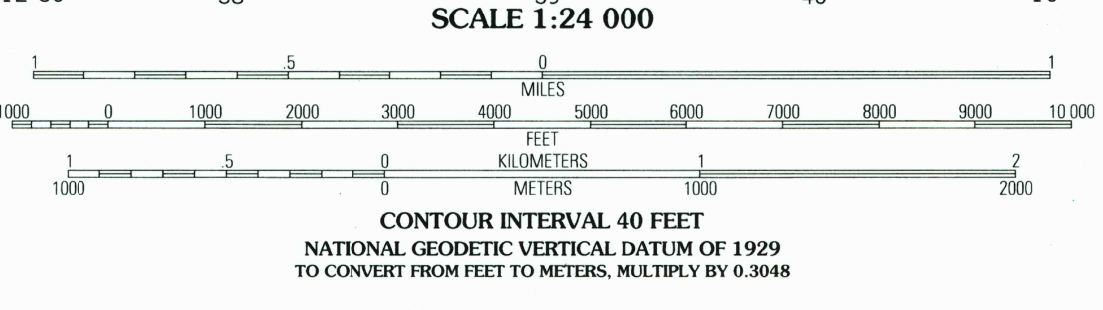 SCALE 1:24 000
1 .5 0 1
MILES
1000 0 1000 2000 3000 4000 5000 6000 7000 8000 9000 10 000
FEET
1 .5 0 KILOMETERS 1 2
1000 0 METERS 1000 2000
CONTOUR INTERVAL 40 FEET
NATIONAL GEODETIC VERTICAL DATUM OF 1929
TO CONVERT FROM FEET TO METERS, MULTIPLY BY 0.3048